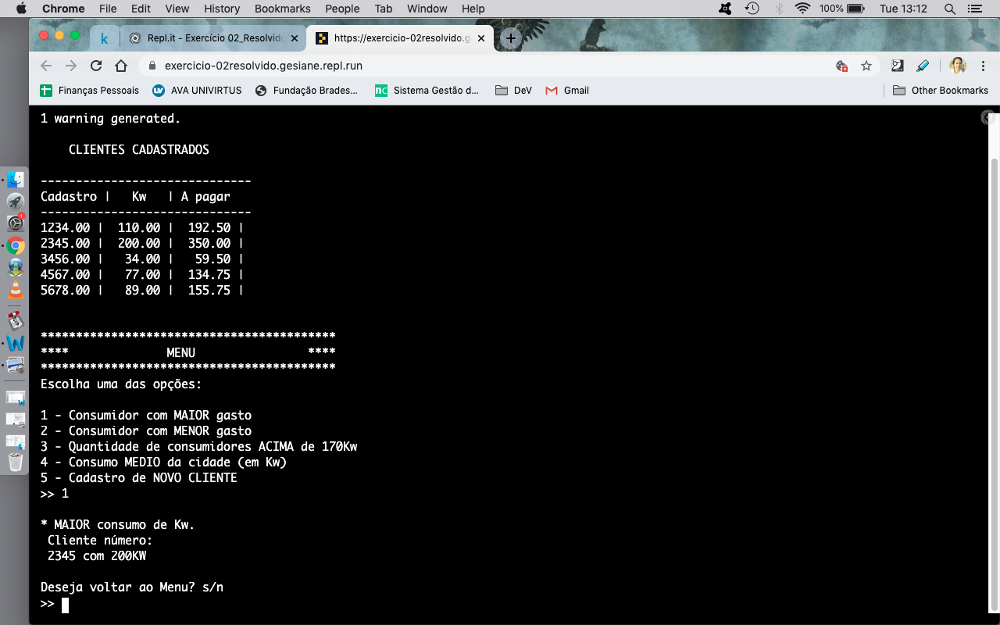 Chrome File Edit View History Bookmarks People Tab Window Help 100% Tue 13:12
k Repl.it - Exercício 02_Resolvid https://exercicio-02resolvido.g
exercicio-02resolvido.gesiane.repl.run
Finanças Pessoais LV AVA UNIVIRTUS Fundação Brades... nc Sistema Gestão d... DeV Gmail Other Bookmarks
1 warning generated.
CLIENTES CADASTRADOS
------------------------------
Cadastro | Kw | A pagar
------------------------------
1234.00 | 110.00 | 192.50 |
2345.00 | 200.00 | 350.00 |
3456.00 | 34.00 | 59.50 |
4567.00 | 77.00 | 134.75 |
5678.00 | 89.00 | 155.75 |
******************************************
**** MENU ****
******************************************
Escolha uma das opções:
1 - Consumidor com MAIOR gasto
2 - Consumidor com MENOR gasto
3 - Quantidade de consumidores ACIMA de 170Kw
4 - Consumo MEDIO da cidade (em Kw)
5 - Cadastro de NOVO CLIENTE
>> 1
* MAIOR consumo de Kw.
Cliente número:
2345 com 200KW
Deseja voltar ao Menu? s/n
>>